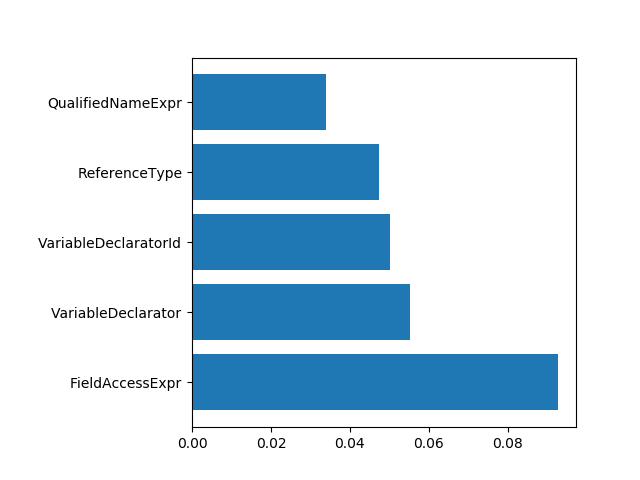 QualifiedNameExpr
ReferenceType
VariableDeclaratorId
VariableDeclarator
FieldAccessExpr
0.00 0.02 0.04 0.06 0.08